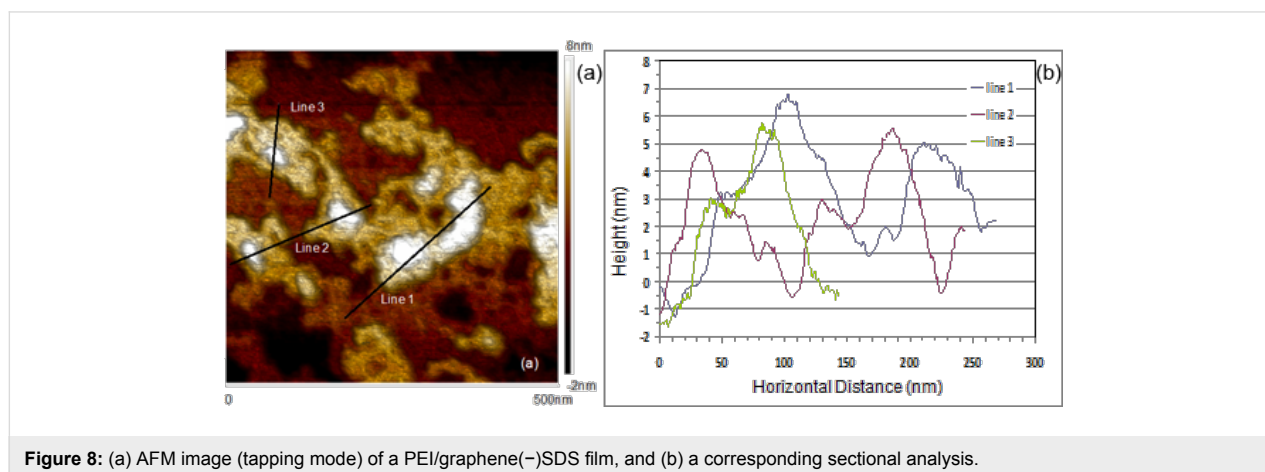 8nm
(a)
Line 3
Line 2
Line 1
(a)
-2nm
0
500nm
(b)
line 1
line 2
line 3
8
7
6
5
4
3
2
1
0
-1
-2
Height (nm)
0 50 100 150 200 250 300
Horizontal Distance (nm)
Figure 8: (a) AFM image (tapping mode) of a PEI/graphene(−)SDS film, and (b) a corresponding sectional analysis.